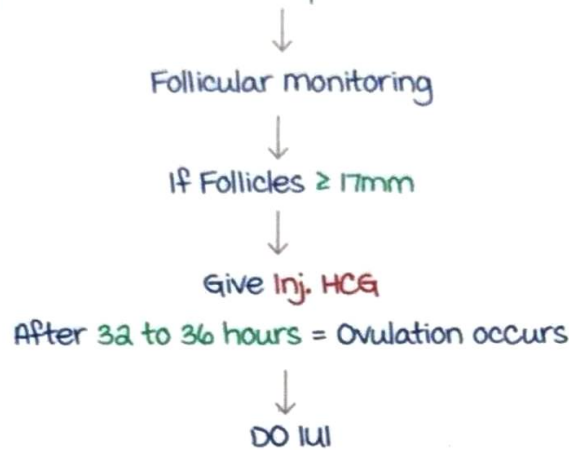 Follicular monitoring
If Follicles ≥ 17mm
Give Inj. HCG
After 32 to 36 hours = Ovulation occurs
DO IUI